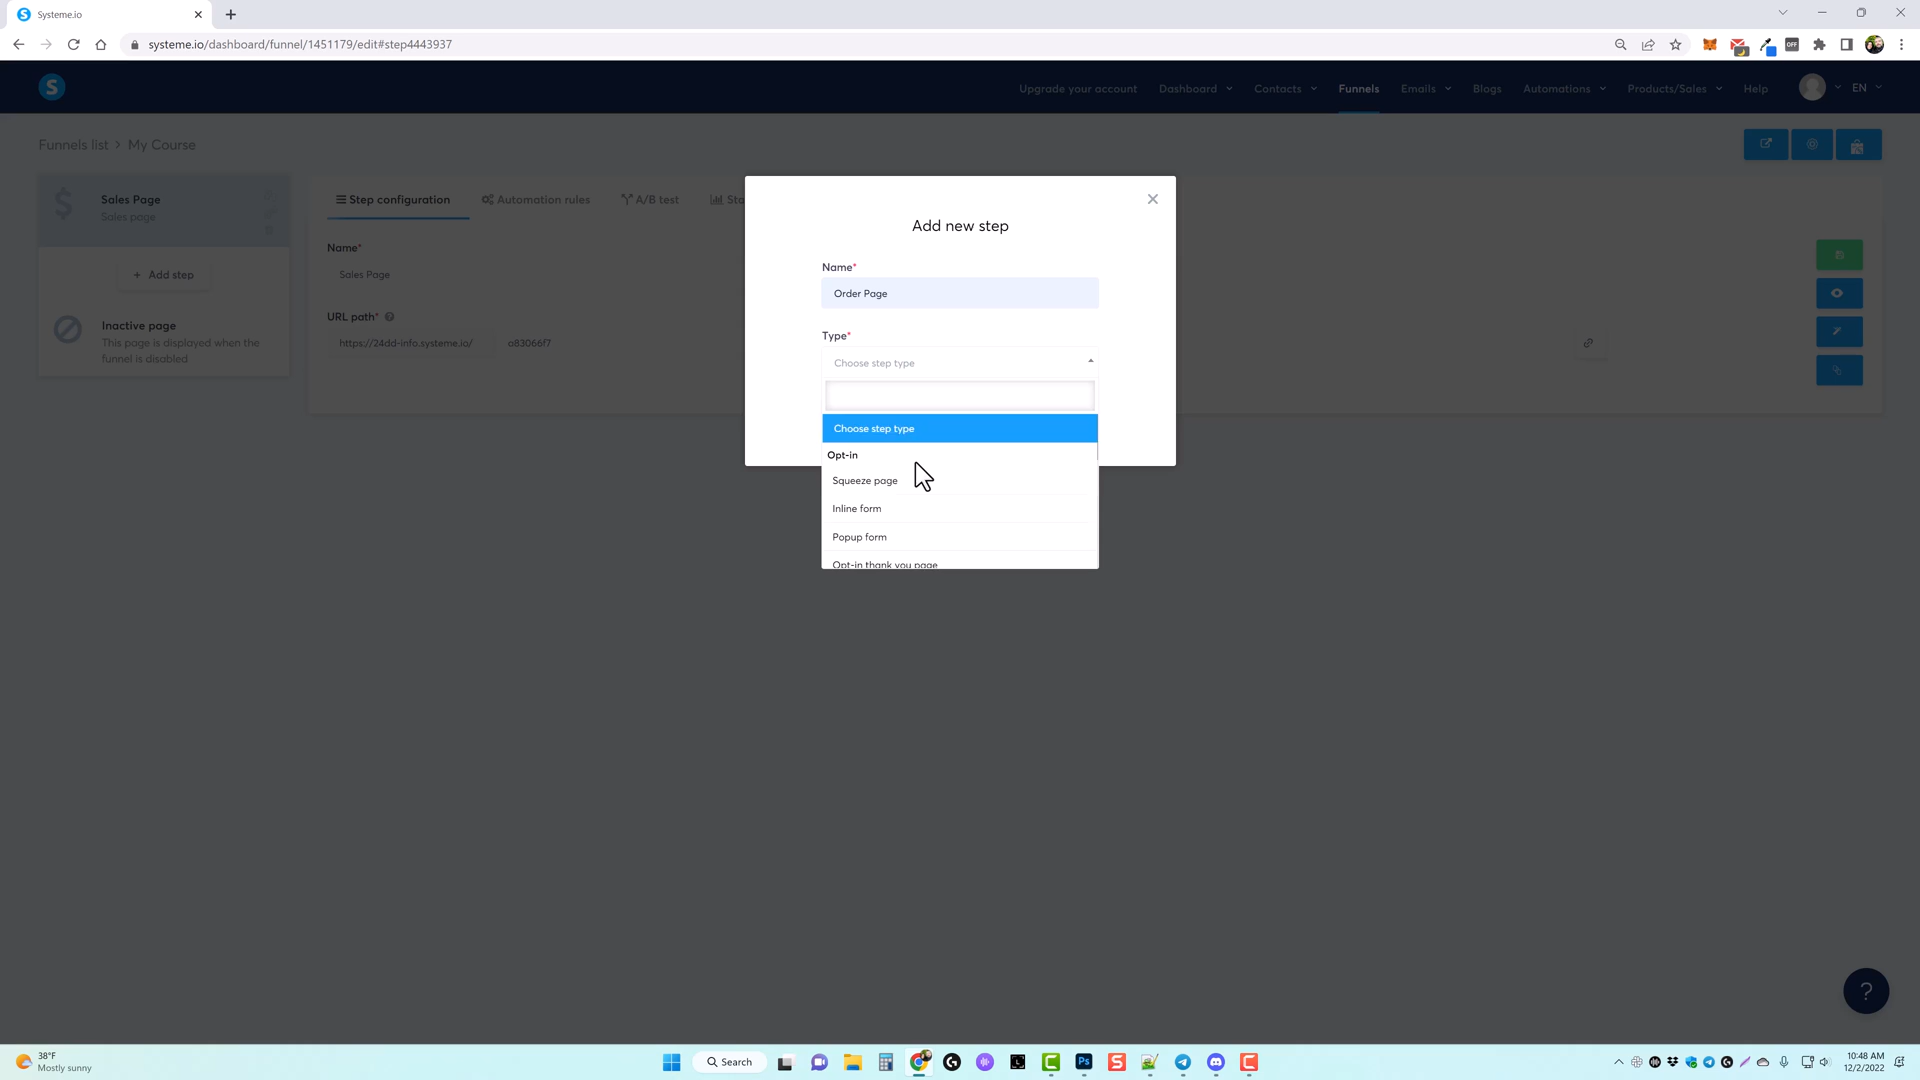 Systeme.io
systeme.io/dashboard/funnel/1451179/edit#step4443937
OFF
S
Upgrade your account
Dashboard
Contacts
Funnels
Emails
Blogs
Automations
Products/Sales
Help
EN
Funnels list > My Course
Sales Page
Sales page
+ Add step
Inactive page
This page is displayed when the
funnel is disabled
Step configuration
Automation rules
A/B test
Sta
Name*
Sales Page
URL path*
https://24dd-info.systeme.io/
a83066f7
Add new step
Name*
Order Page
Type*
Choose step type
Choose step type
Opt-in
Squeeze page
Inline form
Popup form
Opt-in thank you page
?
38°F
Mostly sunny
Search
10:48 AM
12/2/2022